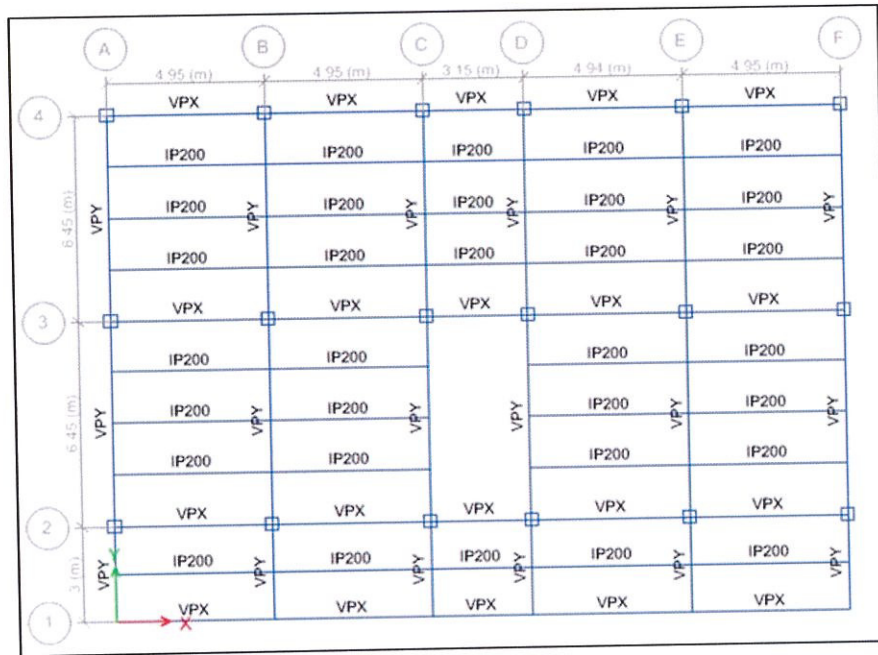 A B C D E F
4.95 (m) 4.95 (m) 3.15 (m) 4.94 (m) 4.95 (m)
VPX VPX VPX VPX VPX
4
IP200 IP200 IP200 IP200 IP200
6.45 (m) VPY IP200 VPY IP200 VPY IP200 VPY IP200 VPY IP200 VPY
IP200 IP200 IP200 IP200 IP200
3 VPX VPX VPX VPX VPX
IP200 IP200 IP200 IP200
6.45 (m) VPY IP200 VPY IP200 VPY VPY IP200 VPY IP200 VPY
IP200 IP200 IP200 IP200
2 VPX VPX VPX VPX VPX
3 (m) VPY Y IP200 VPY IP200 VPY IP200 VPY IP200 VPY IP200 VPY
1 VPX VPX VPX VPX VPX
X